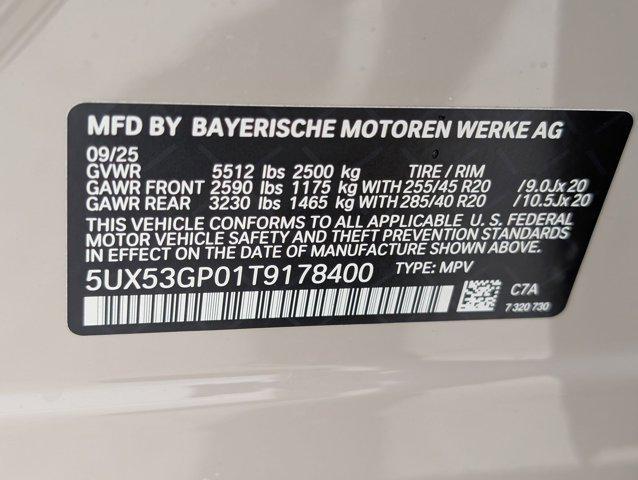 MFD BY BAYERISCHE MOTOREN WERKE AG
09/25
GVWR 5512 lbs 2500 kg TIRE / RIM
GAWR FRONT 2590 lbs 1175 kg WITH 255/45 R20 /9.0Jx20
GAWR REAR 3230 lbs 1465 kg WITH 285/40 R20 /10.5Jx20
THIS VEHICLE CONFORMS TO ALL APPLICABLE U. S. FEDERAL
MOTOR VEHICLE SAFETY AND THEFT PREVENTION STANDARDS
IN EFFECT ON THE DATE OF MANUFACTURE SHOWN ABOVE.
5UX53GP01T9178400 TYPE: MPV
C7A
7 320 730